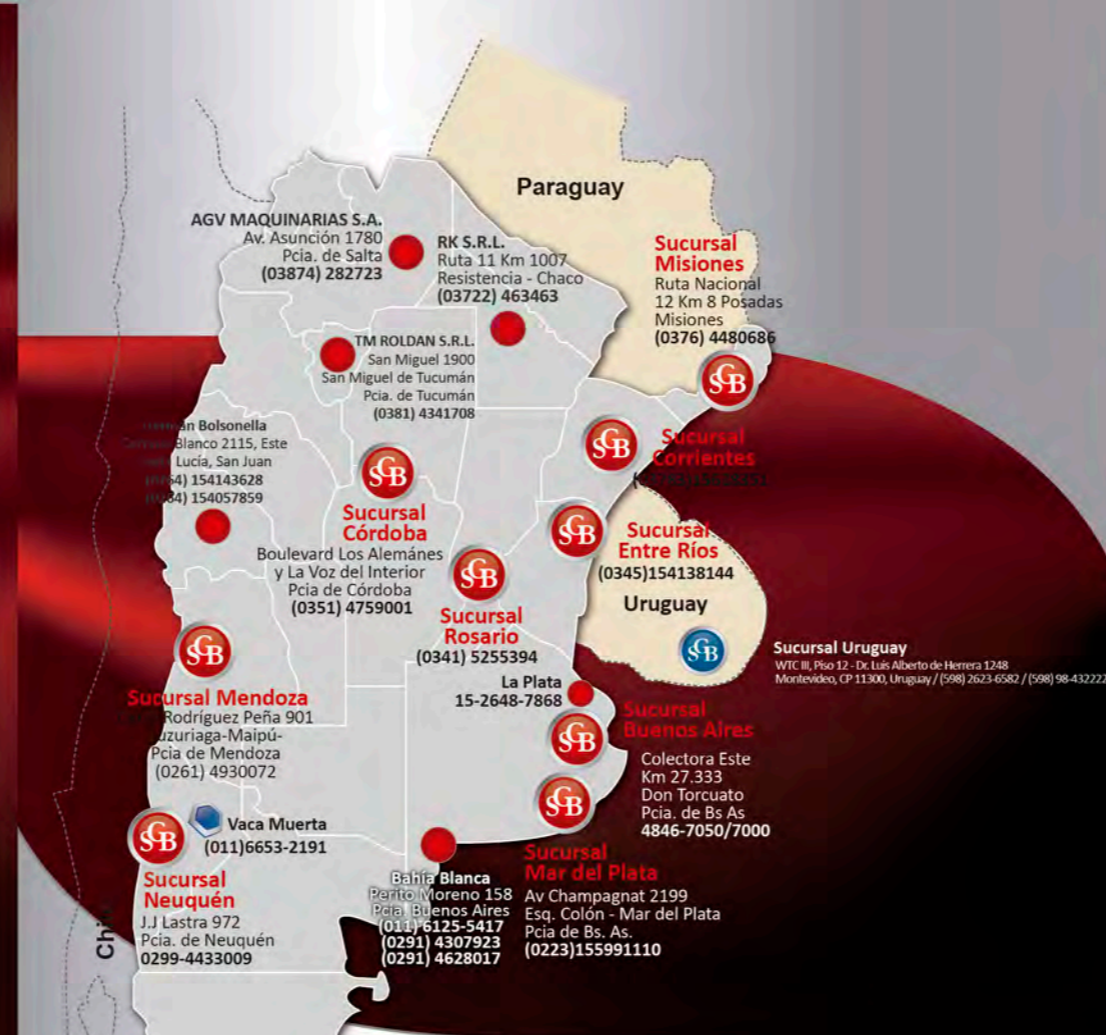 Paraguay
AGV MAQUINARIAS S.A.
Av. Asunción 1780
Pcia. de Salta
(03874) 282723
RK S.R.L.
Ruta 11 Km 1007
Resistencia - Chaco
(03722) 463463
Sucursal
Misiones
Ruta Nacional
12 Km 8 Posadas
Misiones
(0376) 4480686
SGB
TM ROLDAN S.R.L.
San Miguel 1900
San Miguel de Tucumán
Pcia. de Tucumán
(0381) 4341708
Bolsonella
Blanco 2115, Este
Lucía, San Juan
(0264) 154143628
(0264) 154057859
SGB
Sucursal
Córdoba
Boulevard Los Alemánes
y La Voz del Interior
Pcia de Córdoba
(0351) 4759001
SGB
Sucursal
Corrientes
SGB
Sucursal
Entre Ríos
(0345)154138144
SGB
Sucursal
Rosario
(0341) 5255394
Uruguay
SGB
Sucursal Uruguay
WTC III, Piso 12 - Dr. Luis Alberto de Herrera 1248
Montevideo, CP 11300, Uruguay / (598) 2623-6582 / (598) 98-432222
SGB
Sucursal Mendoza
Rodríguez Peña 901
uzuriaga-Maipú-
Pcia de Mendoza
(0261) 4930072
La Plata
15-2648-7868
SGB
Sucursal
Buenos Aires
Colectora Este
Km 27.333
Don Torcuato
Pcia. de Bs As
4846-7050/7000
SGB
Sucursal
Mar del Plata
Av Champagnat 2199
Esq. Colón - Mar del Plata
Pcia de Bs. As.
(0223)155991110
Vaca Muerta
(011)6653-2191
SGB
Sucursal
Neuquén
J.J Lastra 972
Pcia. de Neuquén
0299-4433009
Bahía Blanca
Perito Moreno 158
Pcia. Buenos Aires
(011) 6125-5417
(0291) 4307923
(0291) 4628017
Chile